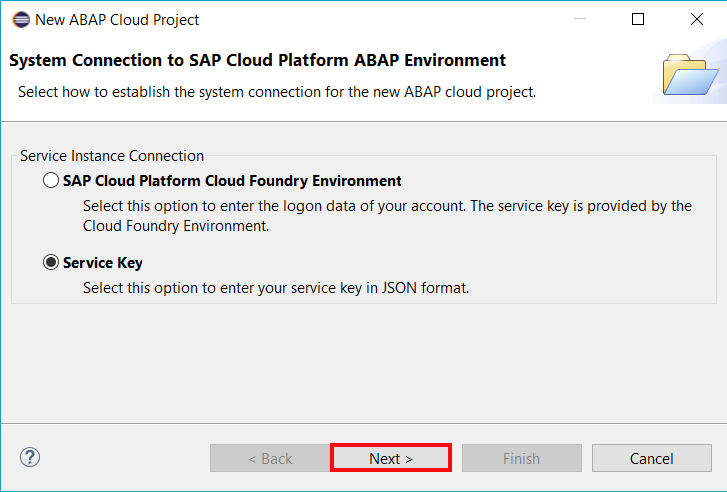 New ABAP Cloud Project
System Connection to SAP Cloud Platform ABAP Environment
Select how to establish the system connection for the new ABAP cloud project.
Service Instance Connection
SAP Cloud Platform Cloud Foundry Environment
Select this option to enter the logon data of your account. The service key is provided by the
Cloud Foundry Environment.
Service Key
Select this option to enter your service key in JSON format.
? < Back Next > Finish Cancel